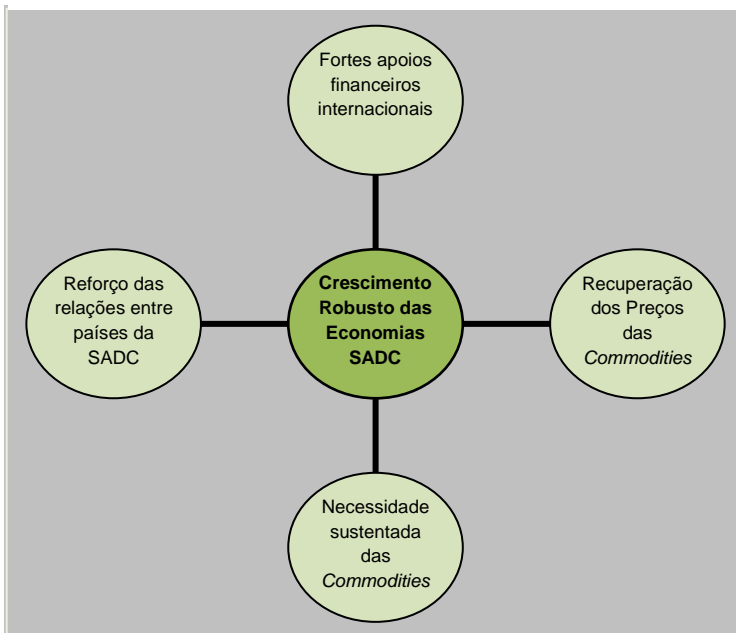 Fortes apoios
financeiros
internacionais
Reforço das
relações entre
países da
SADC
Crescimento
Robusto das
Economias
SADC
Recuperação
dos Preços
das
Commodities
Necessidade
sustentada
das
Commodities